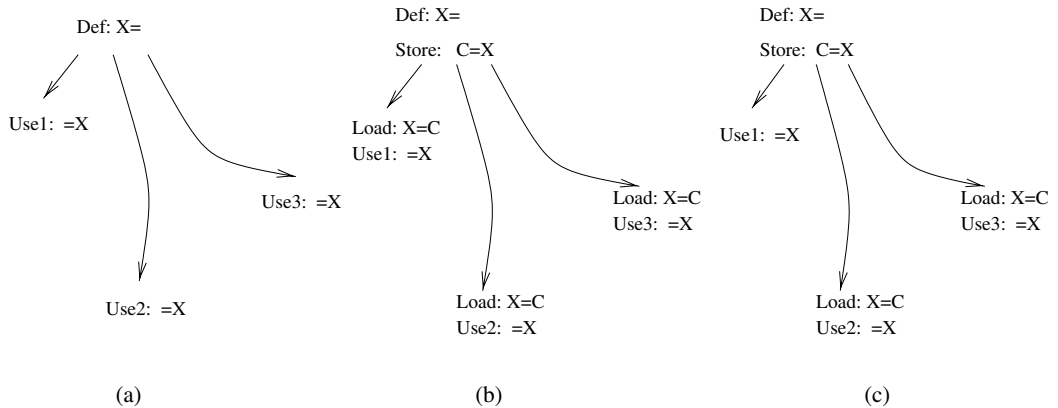 Def: X=
Use1: =X
Use3: =X
Use2: =X
(a)
Def: X=
Store: C=X
Load: X=C
Use1: =X
Load: X=C
Use3: =X
Load: X=C
Use2: =X
(b)
Def: X=
Store: C=X
Use1: =X
Load: X=C
Use3: =X
Load: X=C
Use2: =X
(c)